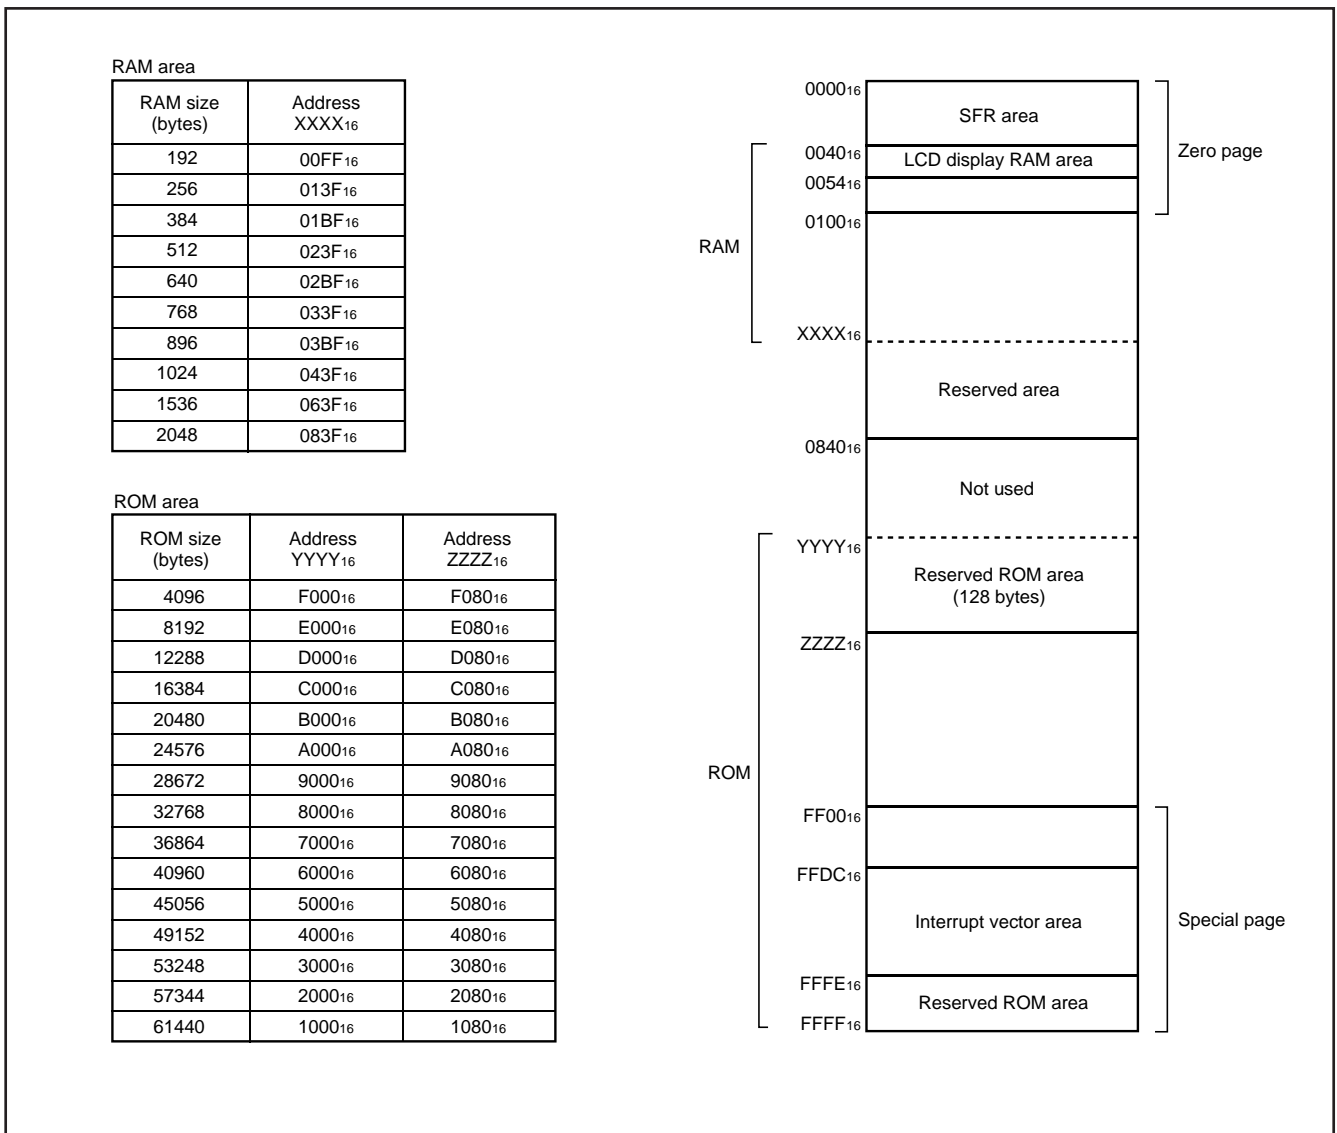 RAM area
RAM size (bytes) Address XXXX16
192 00FF16
256 013F16
384 01BF16
512 023F16
640 02BF16
768 033F16
896 03BF16
1024 043F16
1536 063F16
2048 083F16
ROM area
ROM size (bytes) Address YYYY16 Address ZZZZ16
4096 F00016 F08016
8192 E00016 E08016
12288 D00016 D08016
16384 C00016 C08016
20480 B00016 B08016
24576 A00016 A08016
28672 900016 908016
32768 800016 808016
36864 700016 708016
40960 600016 608016
45056 500016 508016
49152 400016 408016
53248 300016 308016
57344 200016 208016
61440 100016 108016
000016
SFR area
Zero page
004016
LCD display RAM area
005416
010016
RAM
XXXX16
Reserved area
084016
Not used
YYYY16
Reserved ROM area
(128 bytes)
ZZZZ16
ROM
FF0016
FFDC16
Interrupt vector area
Special page
FFFE16
Reserved ROM area
FFFF16